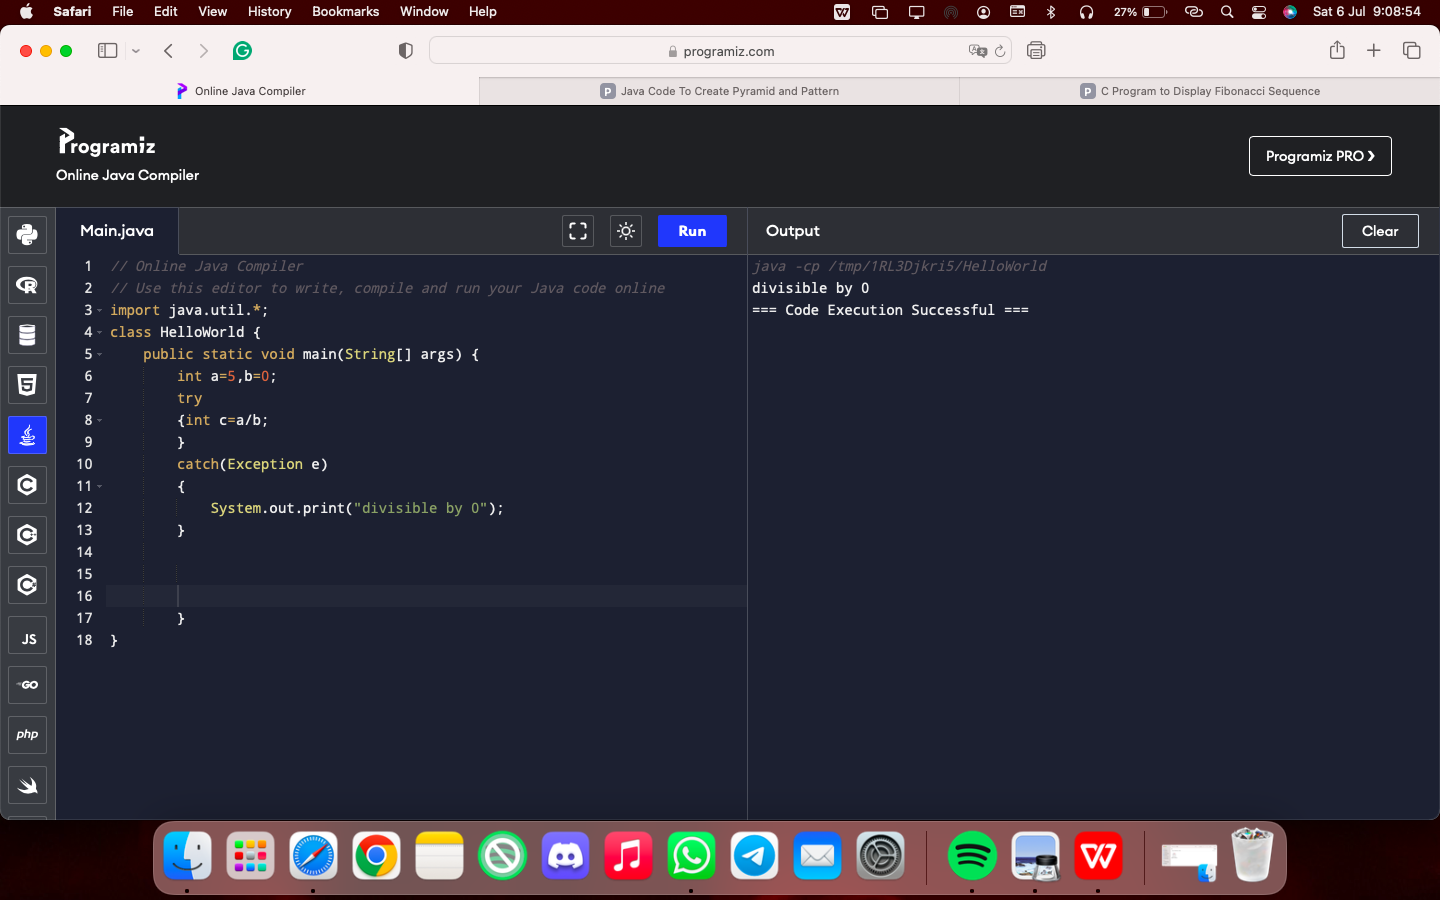 Safari File Edit View History Bookmarks Window Help 27% Sat 6 Jul 9:08:54
programiz.com
Online Java Compiler
Java Code To Create Pyramid and Pattern
C Program to Display Fibonacci Sequence
Programiz
Online Java Compiler
Programiz PRO ❯
Main.java
Run
1 // Online Java Compiler
2 // Use this editor to write, compile and run your Java code online
3 import java.util.*;
4 class HelloWorld {
5 public static void main(String[] args) {
6 int a=5,b=0;
7 try
8 {int c=a/b;
9 }
10 catch(Exception e)
11 {
12 System.out.print("divisible by 0");
13 }
14
15
16
17 }
18 }
Output
Clear
java -cp /tmp/1RL3Djkri5/HelloWorld
divisible by 0
=== Code Execution Successful ===
JS
GO
php